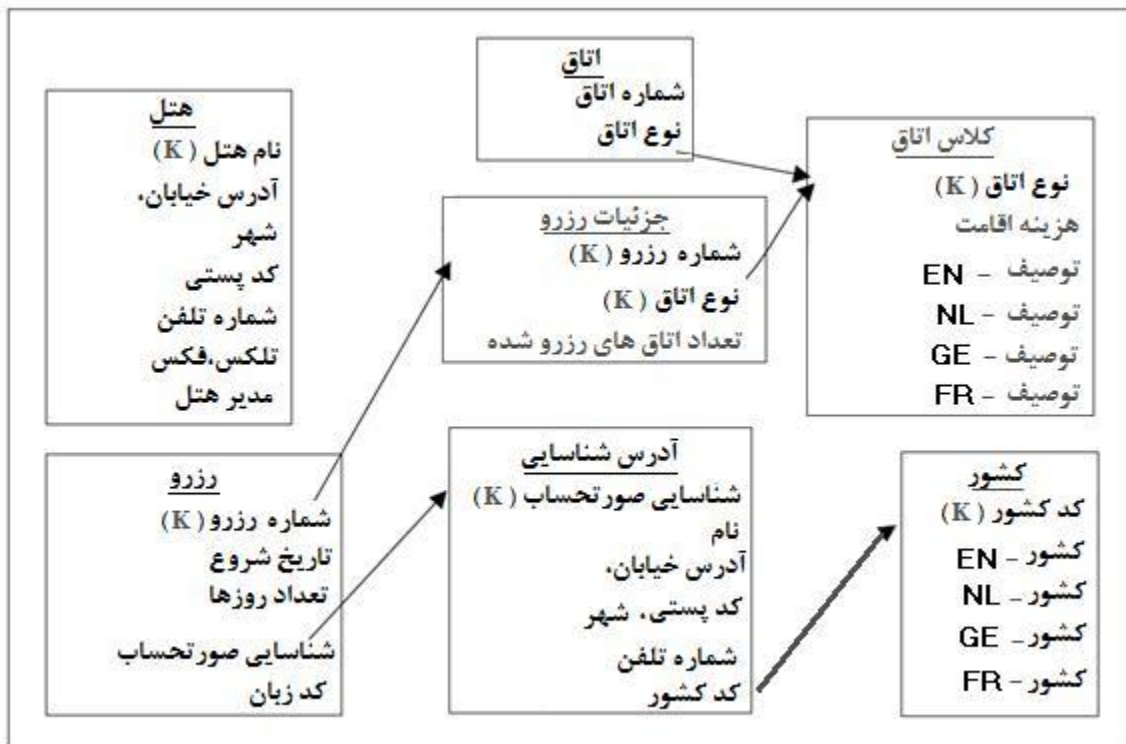 اتاق
شماره اتاق
نوع اتاق
هتل
نام هتل (K)
آدرس خیابان،
شهر
کد پستی
شماره تلفن
تلکس،فکس
مدیر هتل
جزئیات رزرو
شماره رزرو (K)
نوع اتاق (K)
تعداد اتاق های رزرو شده
کلاس اتاق
نوع اتاق (K)
هزینه اقامت
توصیف - EN
توصیف - NL
توصیف - GE
توصیف - FR
رزرو
شماره رزرو (K)
تاریخ شروع
تعداد روزها
شناسایی صورتحساب
کد زبان
آدرس شناسایی
شناسایی صورتحساب (K)
نام
آدرس خیابان،
کد پستی، شهر
شماره تلفن
کد کشور
کشور
کد کشور (K)
کشور - EN
کشور - NL
کشور - GE
کشور - FR